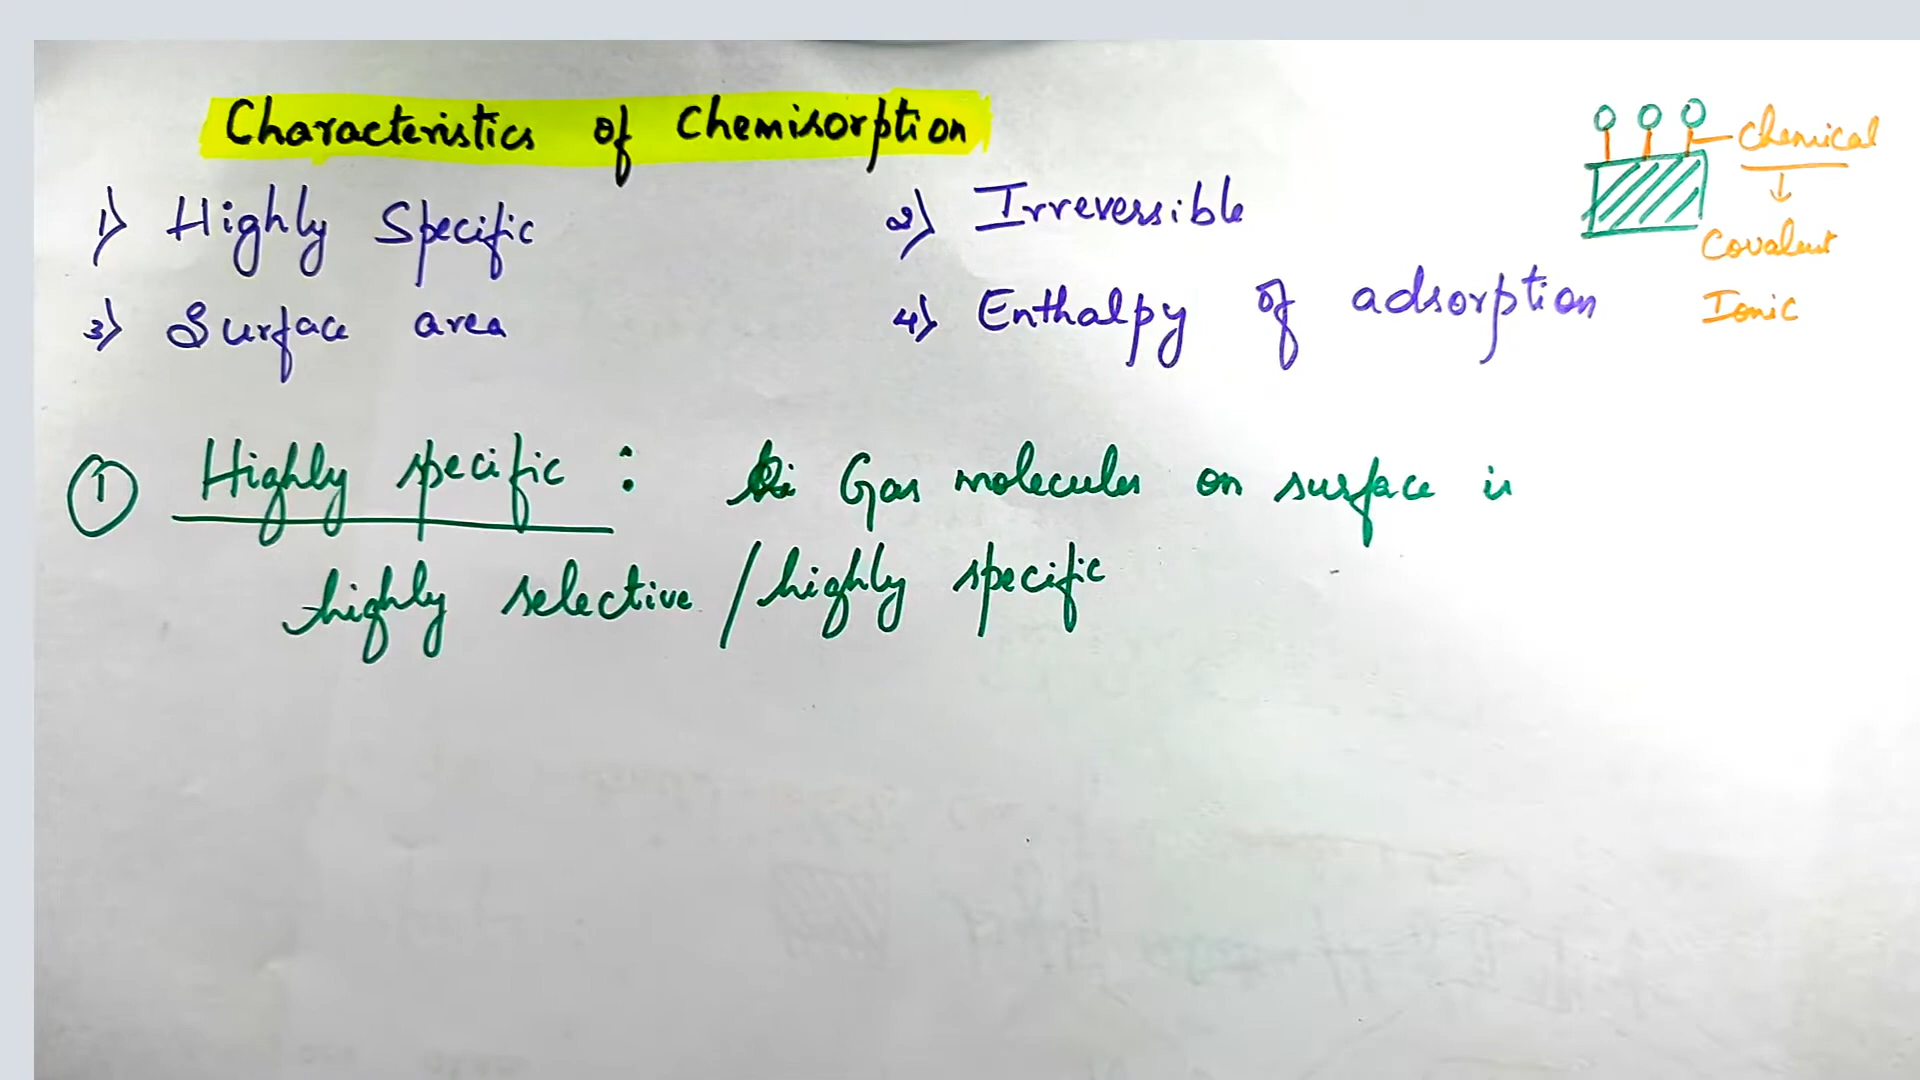 Characteristics of Chemisorption
1) Highly Specific
2) Irreversible
3) Surface area
4) Enthalpy of adsorption
chemical
↓
Covalent
Ionic
① Highly specific : Gas molecules on surface is
highly selective / highly specific